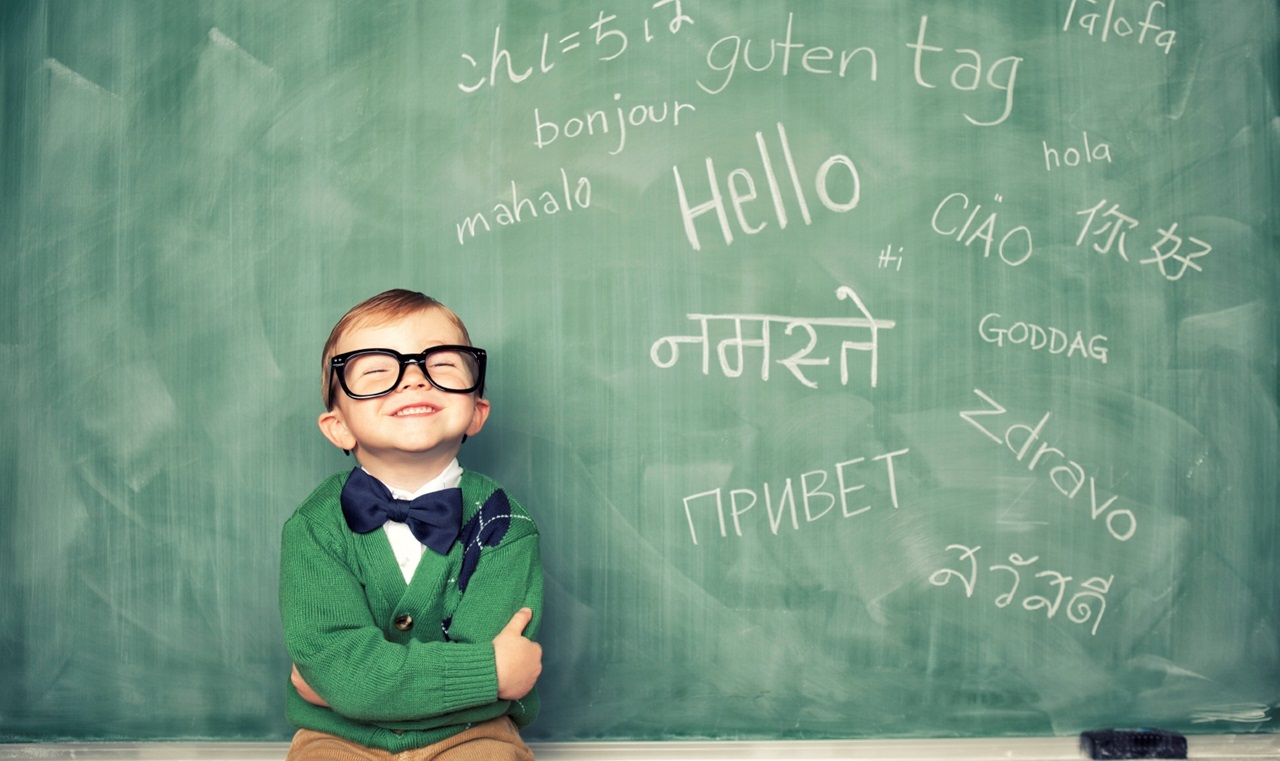 こんにちは
guten tag
Tālofa
bonjour
hola
Hello
mahalo
CIÄO
你好
Hi
नमस्ते
GODDAG
Zdravo
ПРИВЕТ
สวัสดี